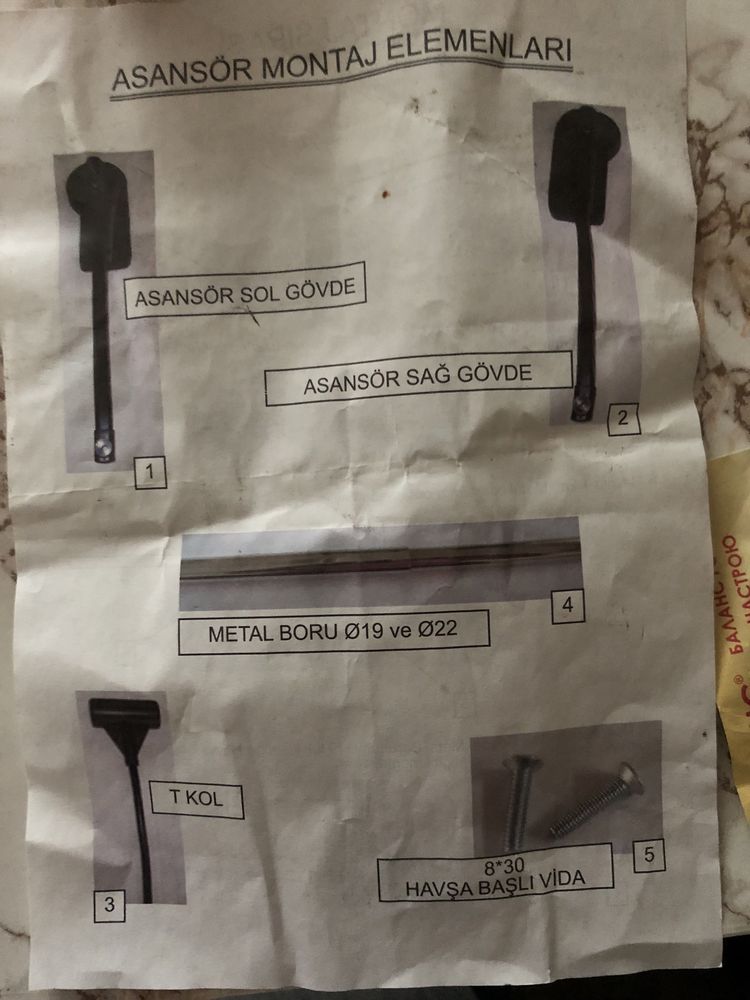 ASANSÖR MONTAJ ELEMENLARI
ASANSÖR SOL GÖVDE
1
ASANSÖR SAĞ GÖVDE
2
METAL BORU Ø19 ve Ø22
4
T KOL
3
8*30
HAVŞA BAŞLI VİDA
5
НАСТРОЮ